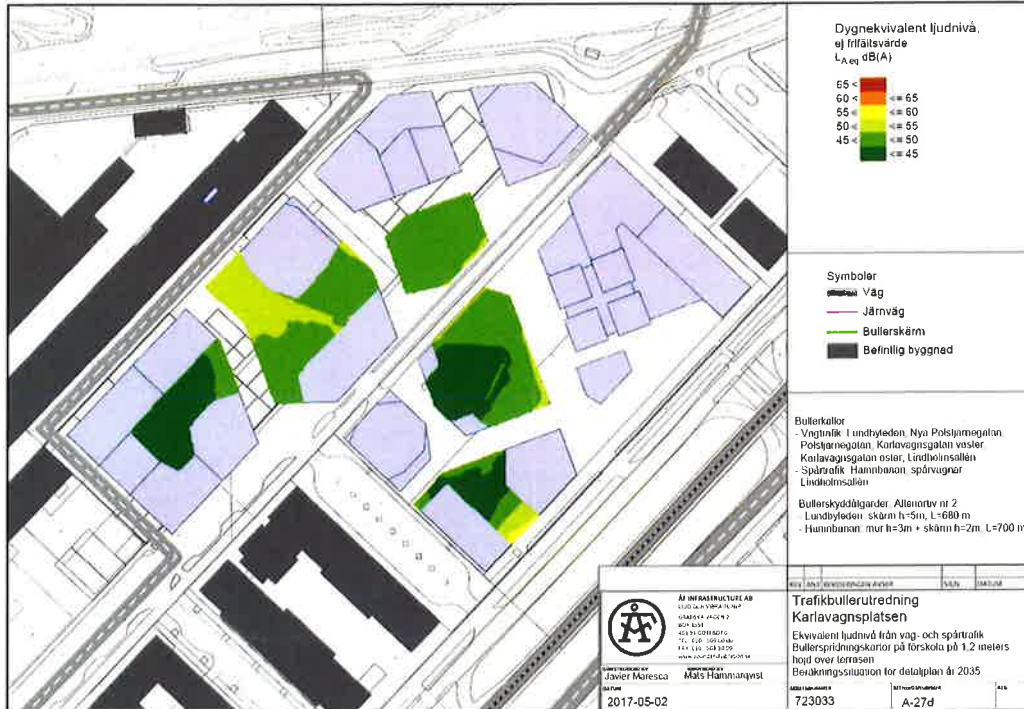 Dygnekvivalent ljudnivå,
ej frifältsvärde
LAeq dB(A)
65 <
60 < <= 65
55 < <= 60
50 < <= 55
45 < <= 50
<= 45
Symboler
Väg
Järnväg
Bullerskärm
Befintlig byggnad
Bullerkällor
- Vägtrafik: Lundbyleden, Nya Polstjärnegatan,
Polstjärnegatan, Karlavagnsgatan väster,
Karlavagnsgatan öster, Lindholmsallén
- Spårtrafik: Hamnbanan, spårvagnar
Lindholmsallén
Bullerskyddåtgärder, Alternativ nr 2
- Lundbyleden: skärm h=5m, L=680 m
- Hamnbanan: mur h=3m + skärm h=2m, L=700 m
ÅF INFRASTRUCTURE AB
ÅF
Javier Maresca Mats Hammarqvist
DATUM
2017-05-02
Trafikbullerutredning
Karlavagnsplatsen
Ekvivalent ljudnivå från väg- och spårtrafik
Bullerspridningskartor på förskola på 1,2 meters
höjd över terrasen
Beräkningssituation för detaljplan år 2035
723033 A-27d